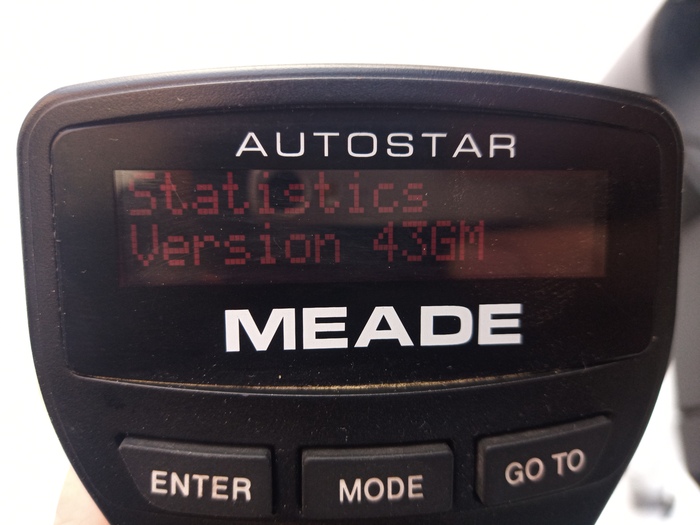 AUTOSTAR
Statistics
Version 43GM
MEADE
ENTER
MODE
GO TO